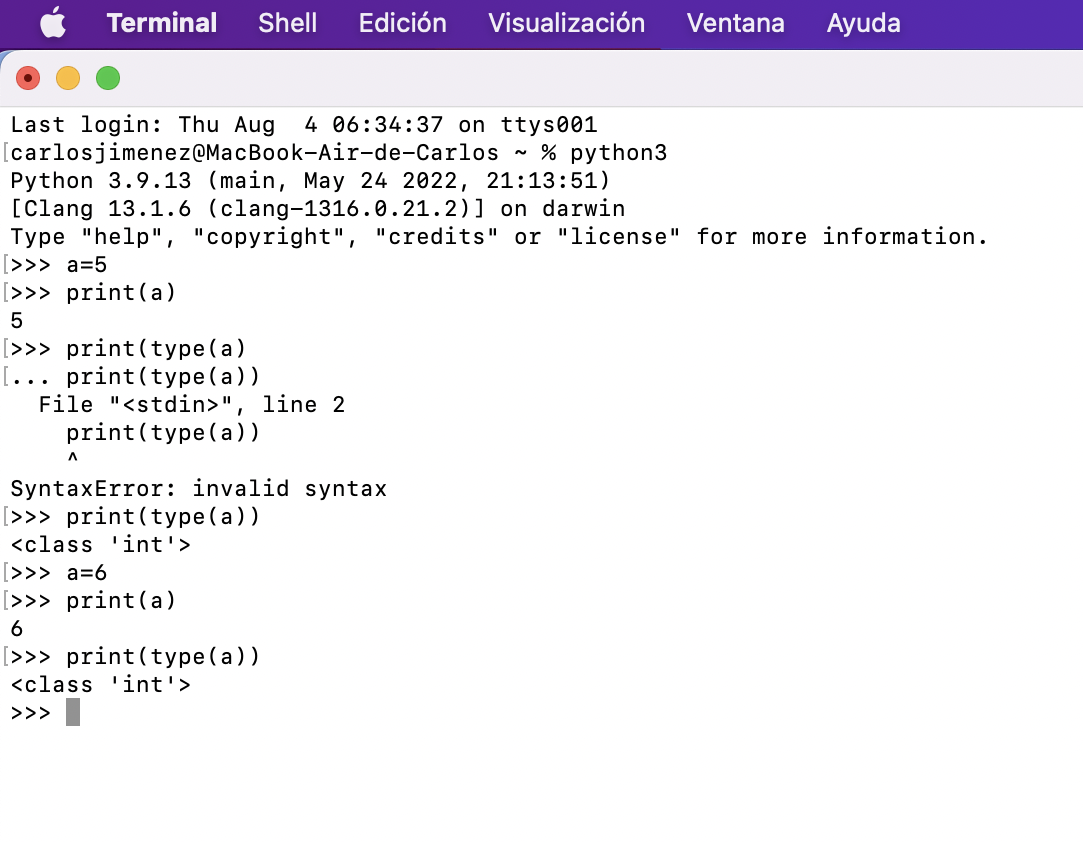 Terminal Shell Edición Visualización Ventana Ayuda
Last login: Thu Aug  4 06:34:37 on ttys001
[carlosjimenez@MacBook-Air-de-Carlos ~ % python3
Python 3.9.13 (main, May 24 2022, 21:13:51)
[Clang 13.1.6 (clang-1316.0.21.2)] on darwin
Type "help", "copyright", "credits" or "license" for more information.
[>>> a=5
[>>> print(a)
5
[>>> print(type(a)
[... print(type(a))
  File "<stdin>", line 2
    print(type(a))
    ^
SyntaxError: invalid syntax
[>>> print(type(a))
<class 'int'>
[>>> a=6
[>>> print(a)
6
[>>> print(type(a))
<class 'int'>
>>>